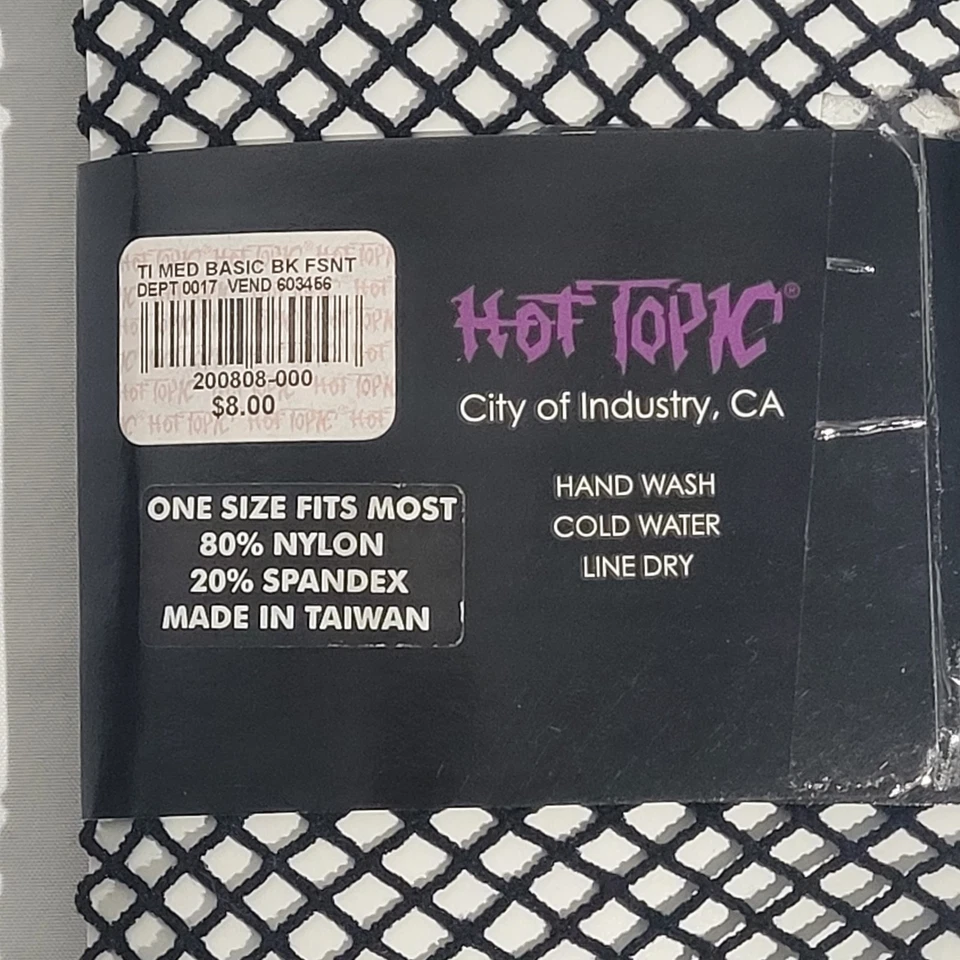 TI MED BASIC BK FSNT
DEPT 0017 VEND 603456
200808-000
$8.00
HOT TOPIC®
City of Industry, CA
HAND WASH
COLD WATER
LINE DRY
ONE SIZE FITS MOST
80% NYLON
20% SPANDEX
MADE IN TAIWAN